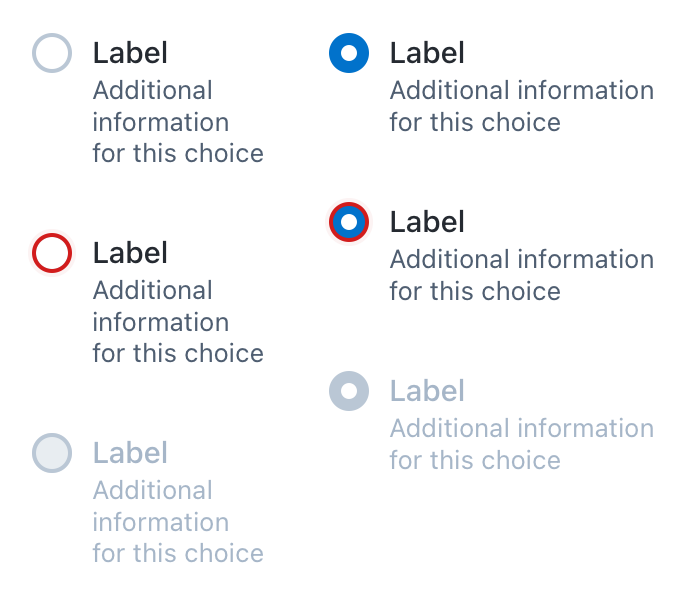 Label
Additional
information
for this choice
Label
Additional
information
for this choice
Label
Additional
information
for this choice
Label
Additional information
for this choice
Label
Additional information
for this choice
Label
Additional information
for this choice